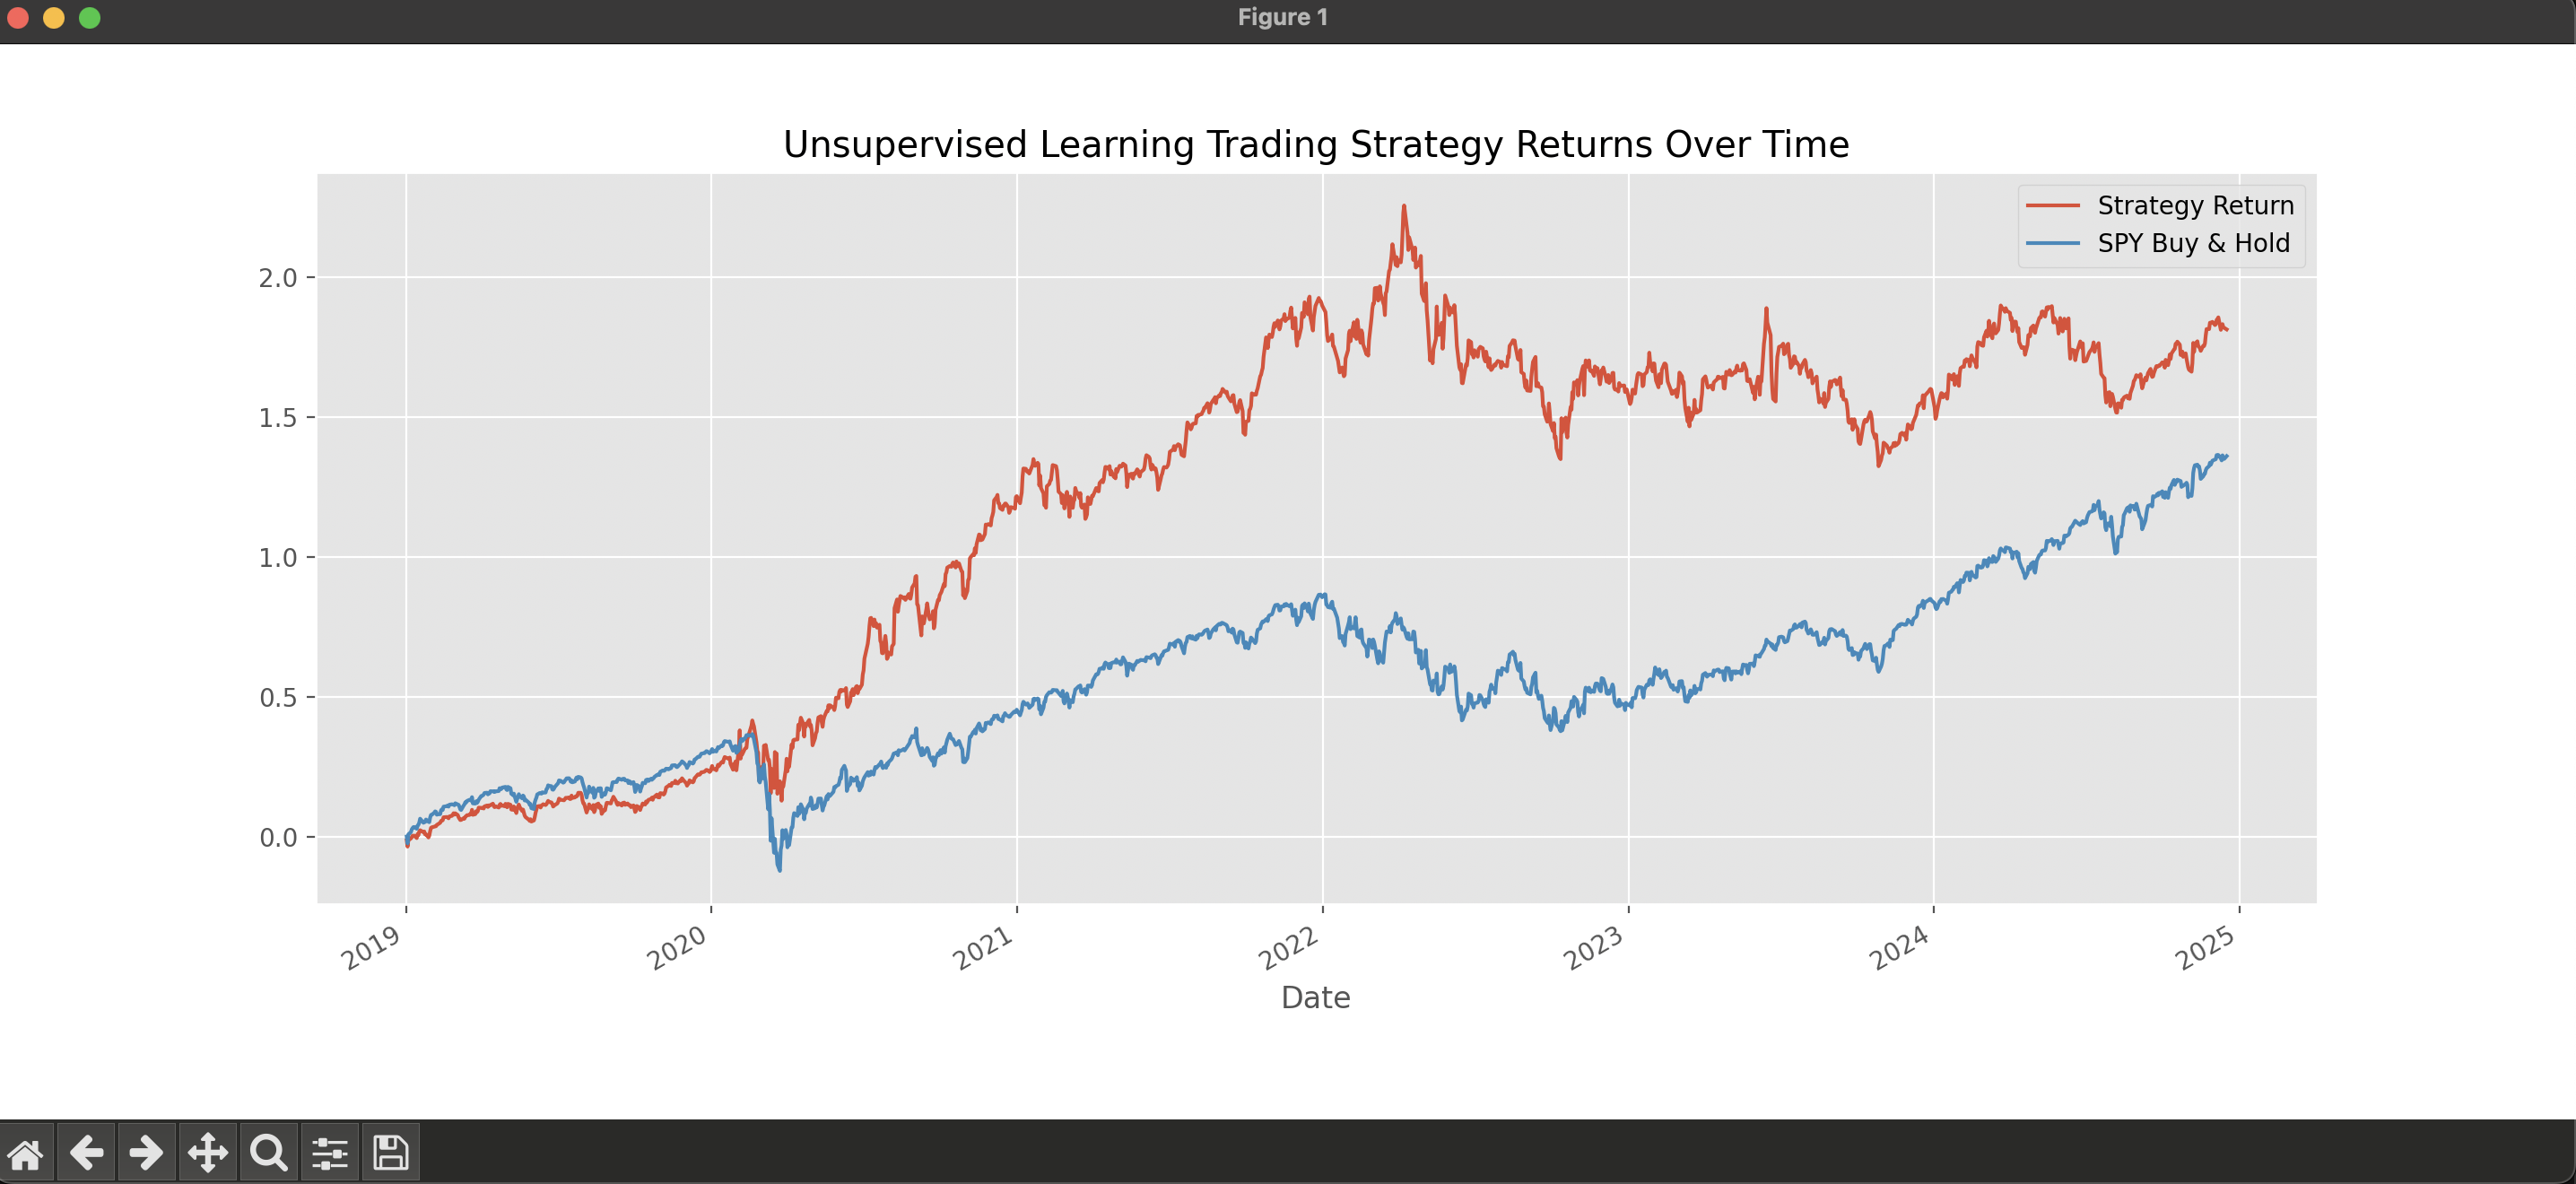 Figure 1
Unsupervised Learning Trading Strategy Returns Over Time
Strategy Return
SPY Buy & Hold
2.0
1.5
1.0
0.5
0.0
2019
2020
2021
2022
2023
2024
2025
Date